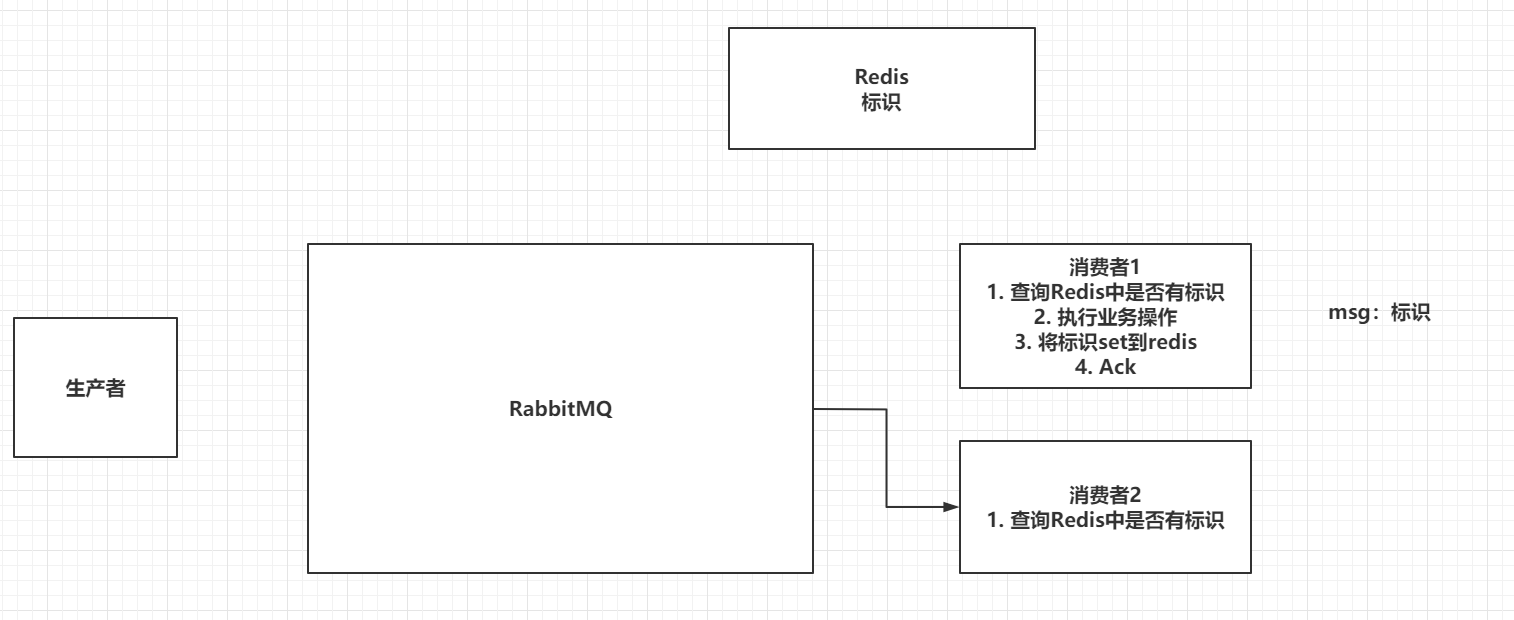 Redis
标识
消费者1
1. 查询Redis中是否有标识
2. 执行业务操作
3. 将标识set到redis
4. Ack
msg：标识
生产者
RabbitMQ
消费者2
1. 查询Redis中是否有标识